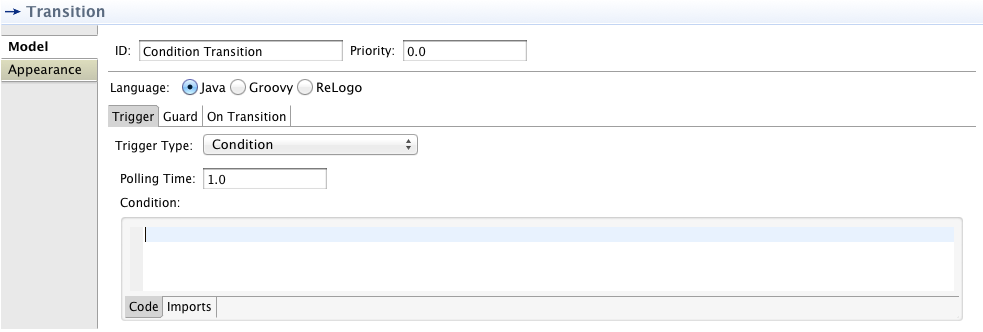 Transition
Model
Appearance
ID: Condition Transition Priority: 0.0
Language: Java Groovy ReLogo
Trigger Guard On Transition
Trigger Type: Condition
Polling Time: 1.0
Condition:
Code Imports